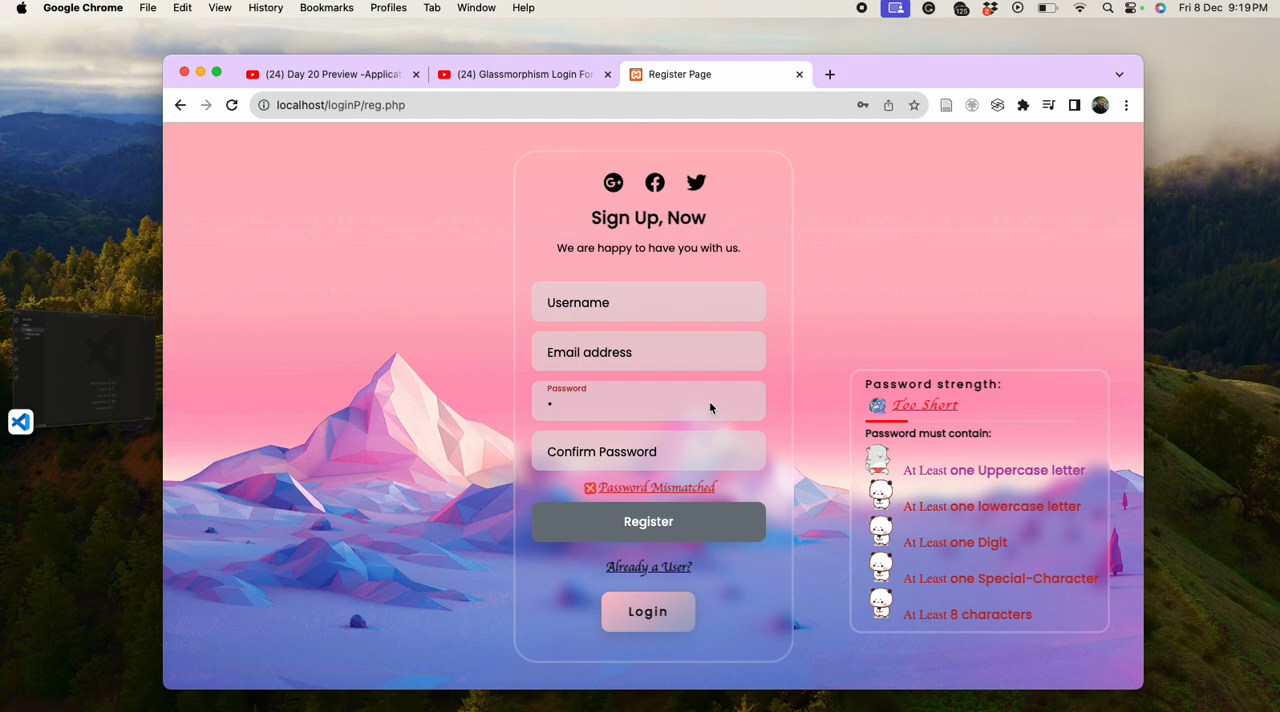 Google Chrome File Edit View History Bookmarks Profiles Tab Window Help
125
2
Fri 8 Dec 9:19 PM
(24) Day 20 Preview -Applicat
(24) Glassmorphism Login For
Register Page
localhost/loginP/reg.php
G+
Sign Up, Now
We are happy to have you with us.
Username
Email address
Password
•
Confirm Password
Password Mismatched
Register
Already a User?
Login
Password strength:
Too Short
Password must contain:
At Least one Uppercase letter
At Least one lowercase letter
At Least one Digit
At Least one Special-Character
At Least 8 characters